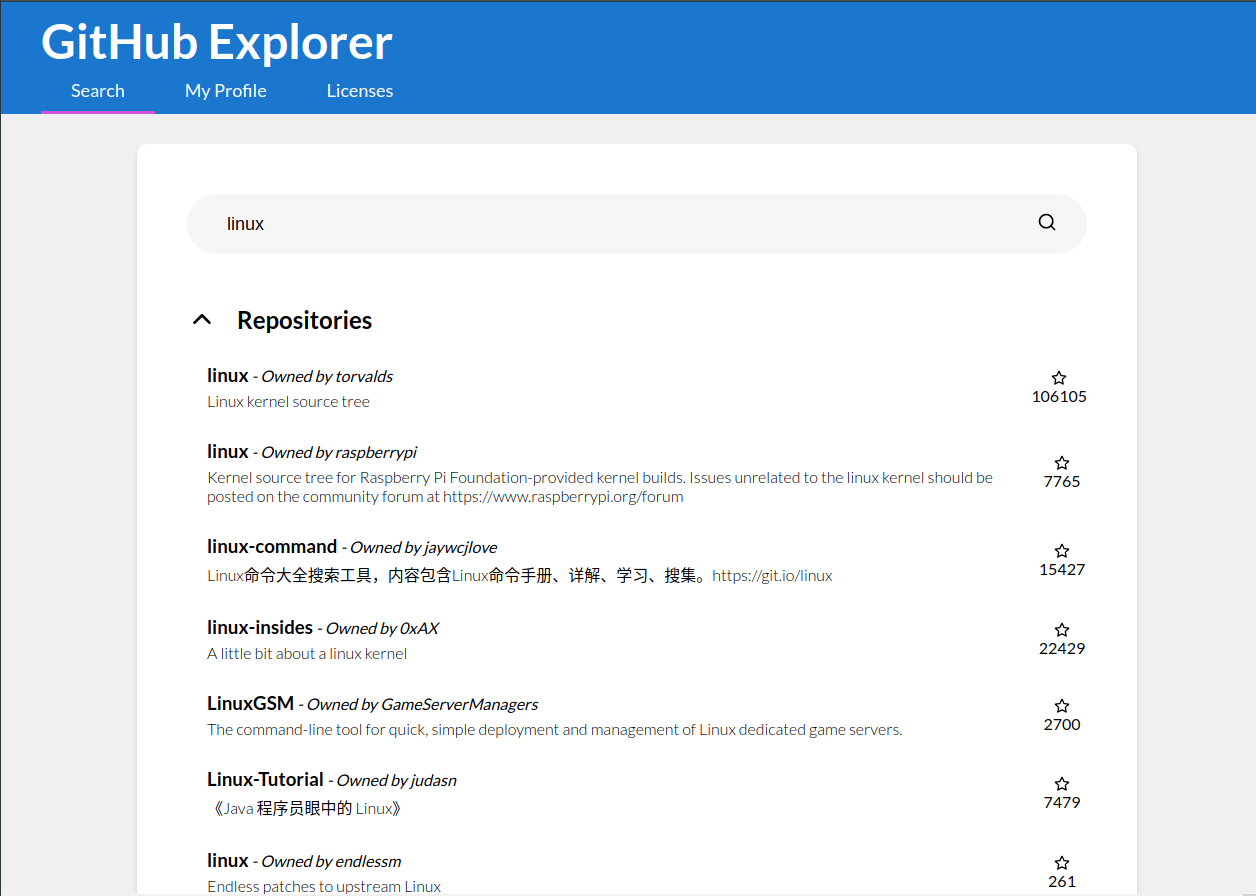 GitHub Explorer
Search My Profile Licenses
linux
Repositories
linux - Owned by torvalds
Linux kernel source tree
106105
linux - Owned by raspberrypi
Kernel source tree for Raspberry Pi Foundation-provided kernel builds. Issues unrelated to the linux kernel should be
posted on the community forum at https://www.raspberrypi.org/forum
7765
linux-command - Owned by jaywcjlove
Linux命令大全搜索工具，内容包含Linux命令手册、详解、学习、搜集。https://git.io/linux
15427
linux-insides - Owned by 0xAX
A little bit about a linux kernel
22429
LinuxGSM - Owned by GameServerManagers
The command-line tool for quick, simple deployment and management of Linux dedicated game servers.
2700
Linux-Tutorial - Owned by judasn
《Java 程序员眼中的 Linux》
7479
linux - Owned by endlessm
Endless patches to upstream Linux
261